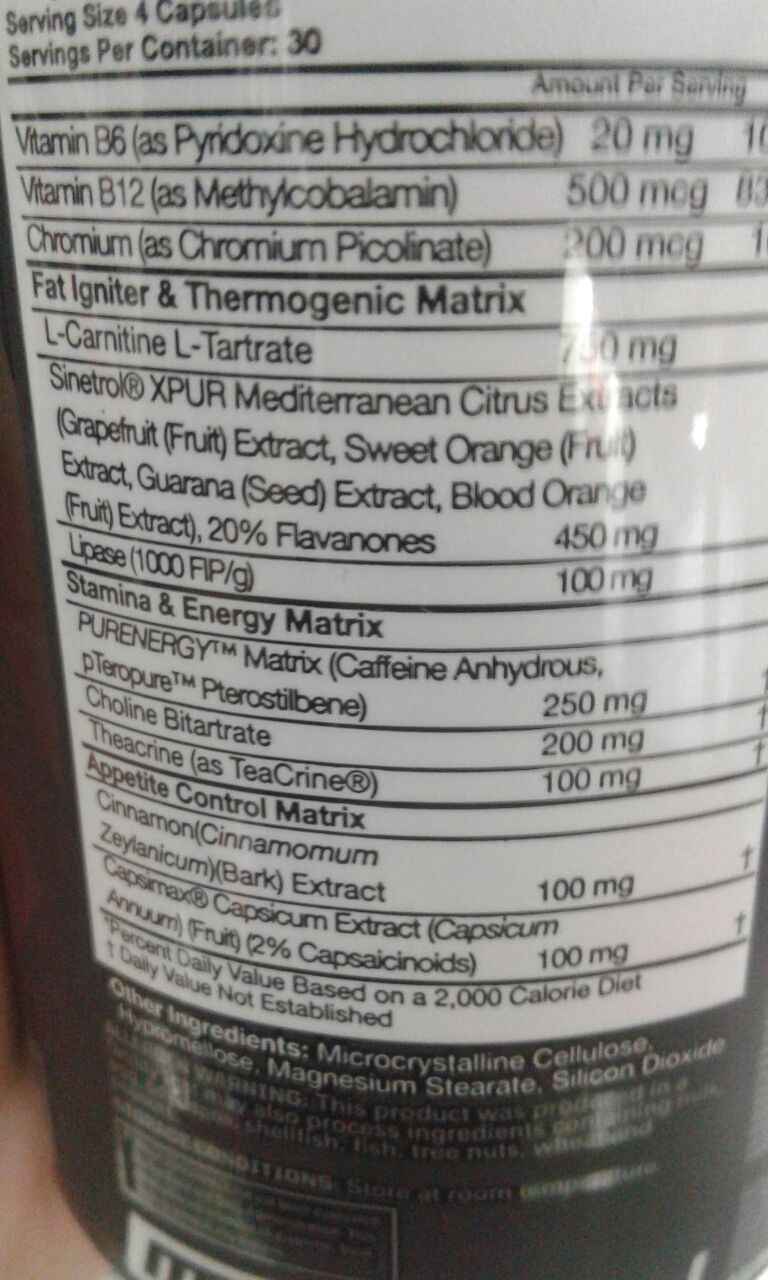 Serving Size 4 Capsules
Servings Per Container: 30
Amount Per Serving
Vitamin B6 (as Pyridoxine Hydrochloride) 20 mg
Vitamin B12 (as Methylcobalamin) 500 mcg
Chromium (as Chromium Picolinate) 200 mcg
Fat Igniter & Thermogenic Matrix
L-Carnitine L-Tartrate 750 mg
Sinetrol® XPUR Mediterranean Citrus Extracts
(Grapefruit (Fruit) Extract, Sweet Orange (Fruit)
Extract, Guarana (Seed) Extract, Blood Orange
(Fruit) Extract), 20% Flavanones 450 mg
Lipase (1000 FIP/g) 100 mg
Stamina & Energy Matrix
PURENERGY™ Matrix (Caffeine Anhydrous,
pTeropure™ Pterostilbene) 250 mg †
Choline Bitartrate 200 mg †
Theacrine (as TeaCrine®) 100 mg †
Appetite Control Matrix
Cinnamon(Cinnamomum
Zeylanicum)(Bark) Extract 100 mg †
Capsimax® Capsicum Extract (Capsicum
Annuum) (Fruit) (2% Capsaicinoids) 100 mg †
*Percent Daily Value Based on a 2,000 Calorie Diet
† Daily Value Not Established
Other Ingredients: Microcrystalline Cellulose,
Hypromellose, Magnesium Stearate, Silicon Dioxide
WARNING: This product was produced in a
also process ingredients containing
shellfish, fish, tree nuts,
CONDITIONS: Store at room temperature